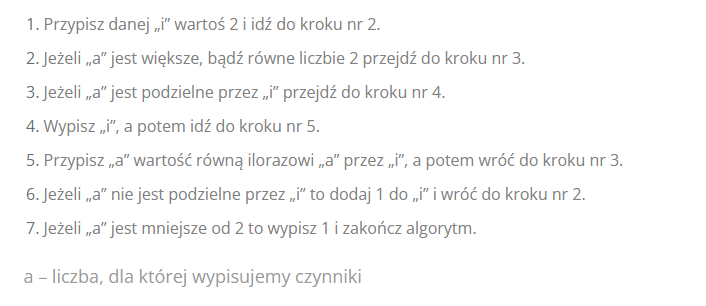 1. Przypisz danej „i” wartoś 2 i idź do kroku nr 2.
2. Jeżeli „a” jest większe, bądź równe liczbie 2 przejdź do kroku nr 3.
3. Jeżeli „a” jest podzielne przez „i” przejdź do kroku nr 4.
4. Wypisz „i”, a potem idź do kroku nr 5.
5. Przypisz „a” wartość równą ilorazowi „a” przez „i”, a potem wróć do kroku nr 3.
6. Jeżeli „a” nie jest podzielne przez „i” to dodaj 1 do „i” i wróć do kroku nr 2.
7. Jeżeli „a” jest mniejsze od 2 to wypisz 1 i zakończ algorytm.
a – liczba, dla której wypisujemy czynniki